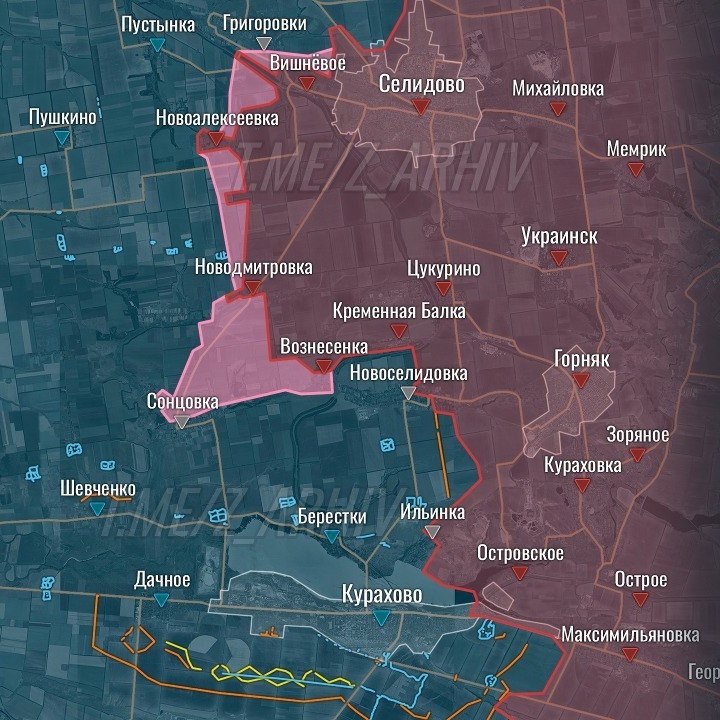 Пустынка
Григоровки
Вишнёвое
Селидово
Михайловка
Пушкино
Новоалексеевка
Мемрик
T.ME/Z_ARHIV
Украинск
Новодмитровка
Цукурино
Кременная Балка
Вознесенка
Новоселидовка
Горняк
Сонцовка
Зоряное
Кураховка
Шевченко
T.ME/Z_ARHIV
Берестки
Ильинка
Островское
Дачное
Курахово
Острое
Максимильяновка
Геор